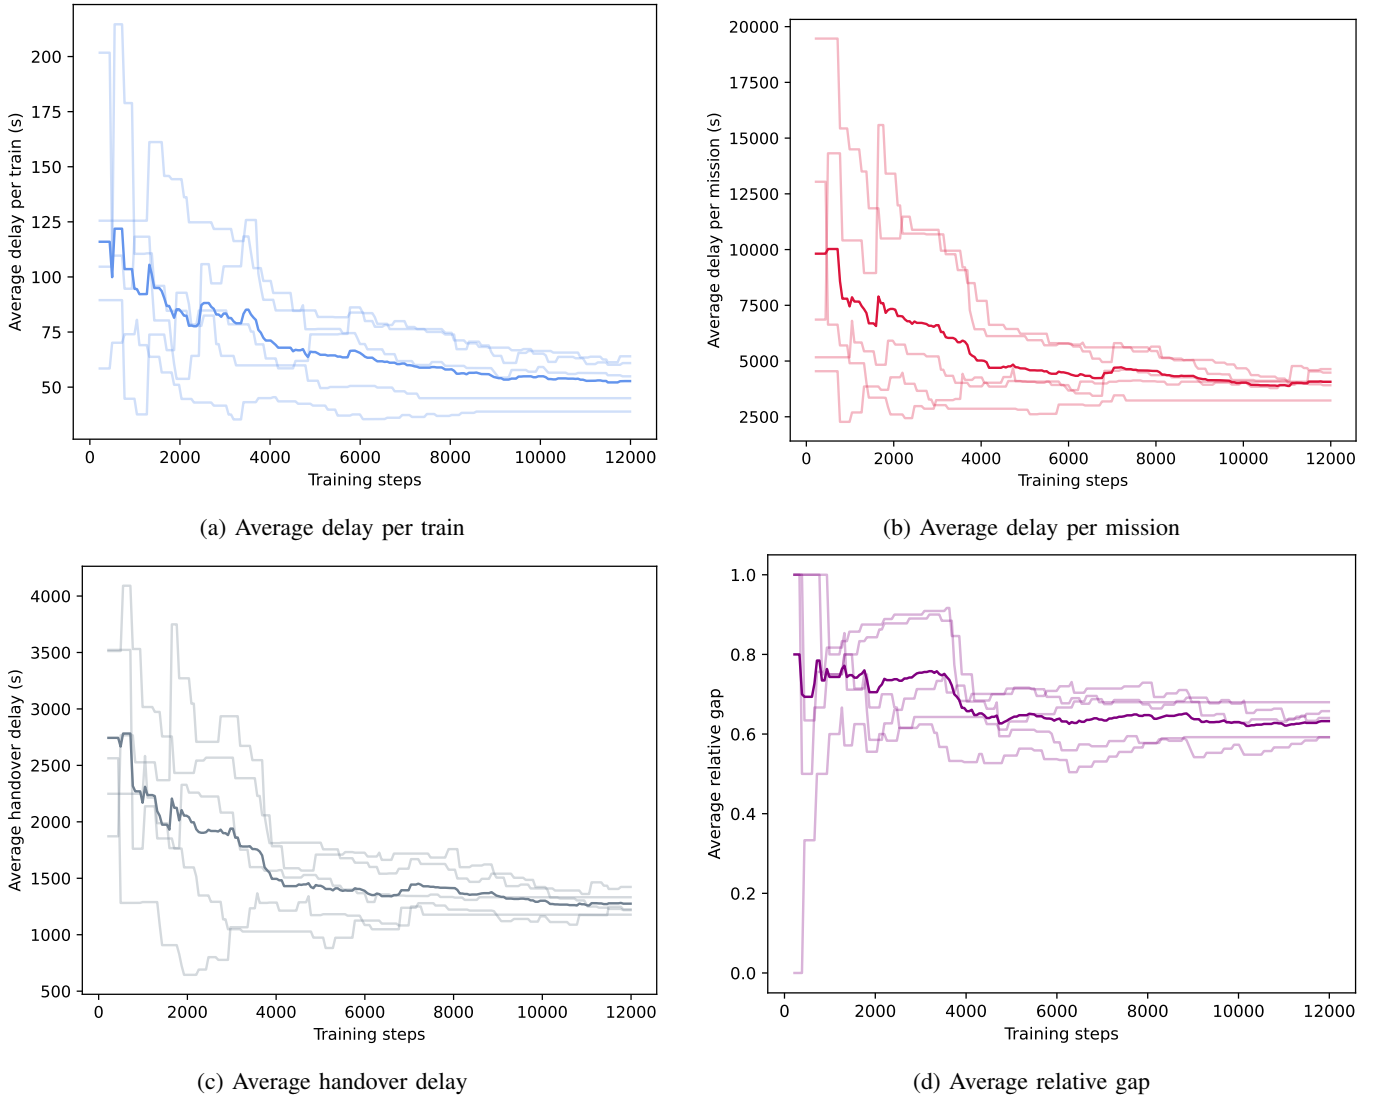 200
175
150
125
100
75
50
Average delay per train (s)
0 2000 4000 6000 8000 10000 12000
Training steps
(a) Average delay per train
20000
17500
15000
12500
10000
7500
5000
2500
Average delay per mission (s)
0 2000 4000 6000 8000 10000 12000
Training steps
(b) Average delay per mission
4000
3500
3000
2500
2000
1500
1000
500
Average handover delay (s)
0 2000 4000 6000 8000 10000 12000
Training steps
(c) Average handover delay
1.0
0.8
0.6
0.4
0.2
0.0
Average relative gap
0 2000 4000 6000 8000 10000 12000
Training steps
(d) Average relative gap